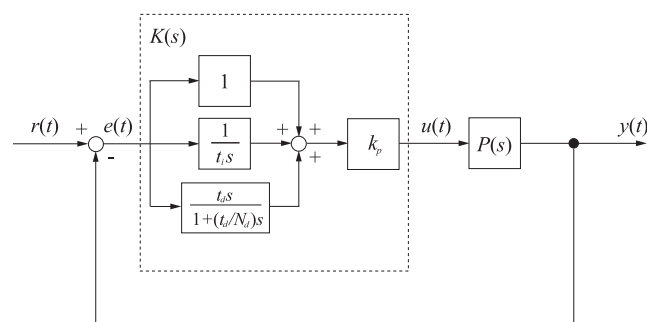 K(s)
1
r(t) + e(t) 1 + + u(t) y(t)
t_i s k_p P(s)
- +
t_d s
1+(t_d/N_d)s